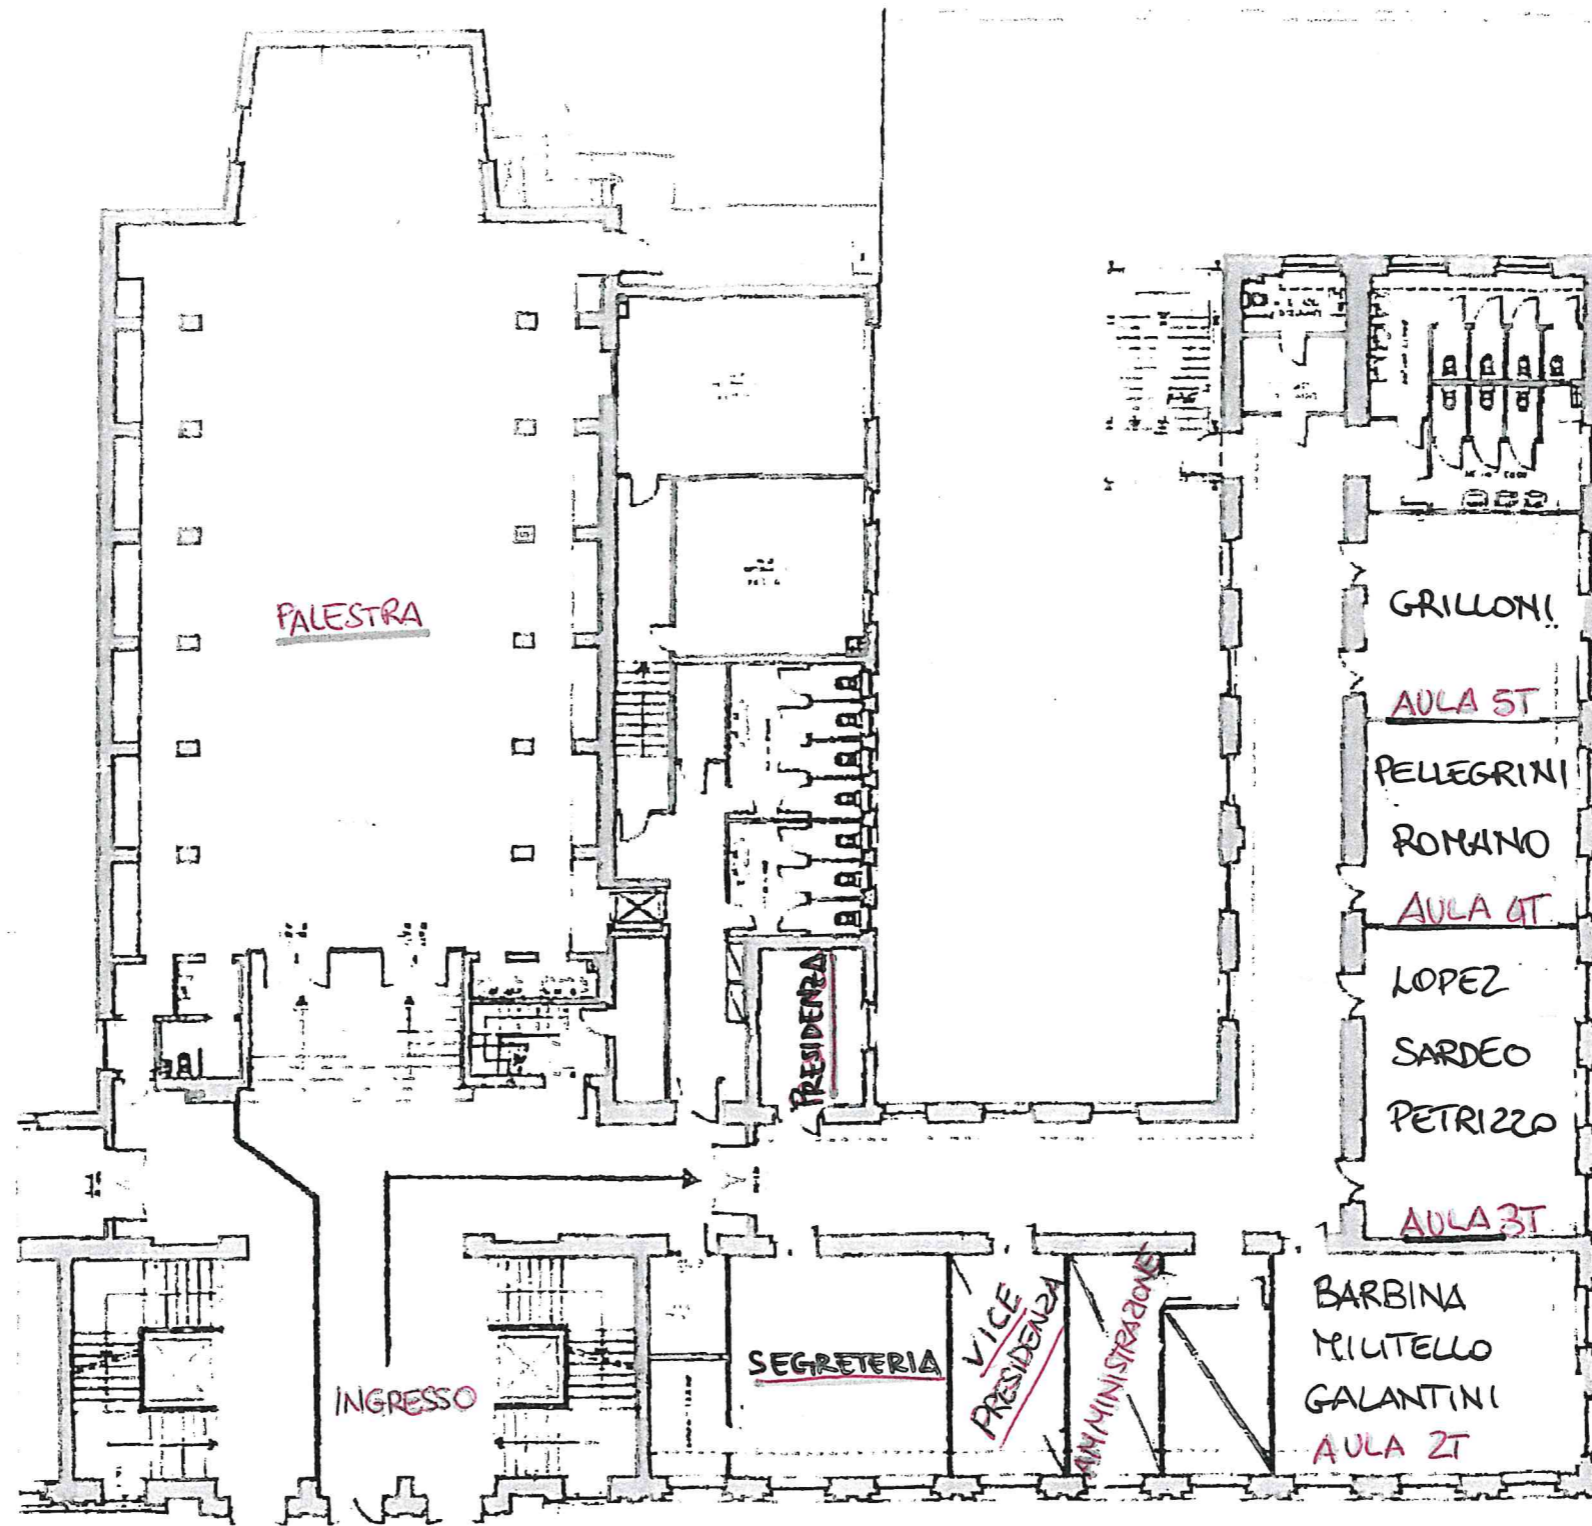 PALESTRA
GRILLONI
AULA 5T
PELLEGRINI
ROMANO
AULA 4T
LOPEZ
SARDEO
PETRIZZO
AULA 3T
PRESIDENZA
INGRESSO
SEGRETERIA
VICE
PRESIDENZA
AMMINISTRAZIONE
BARBINA
MILITELLO
GALANTINI
AULA 2T